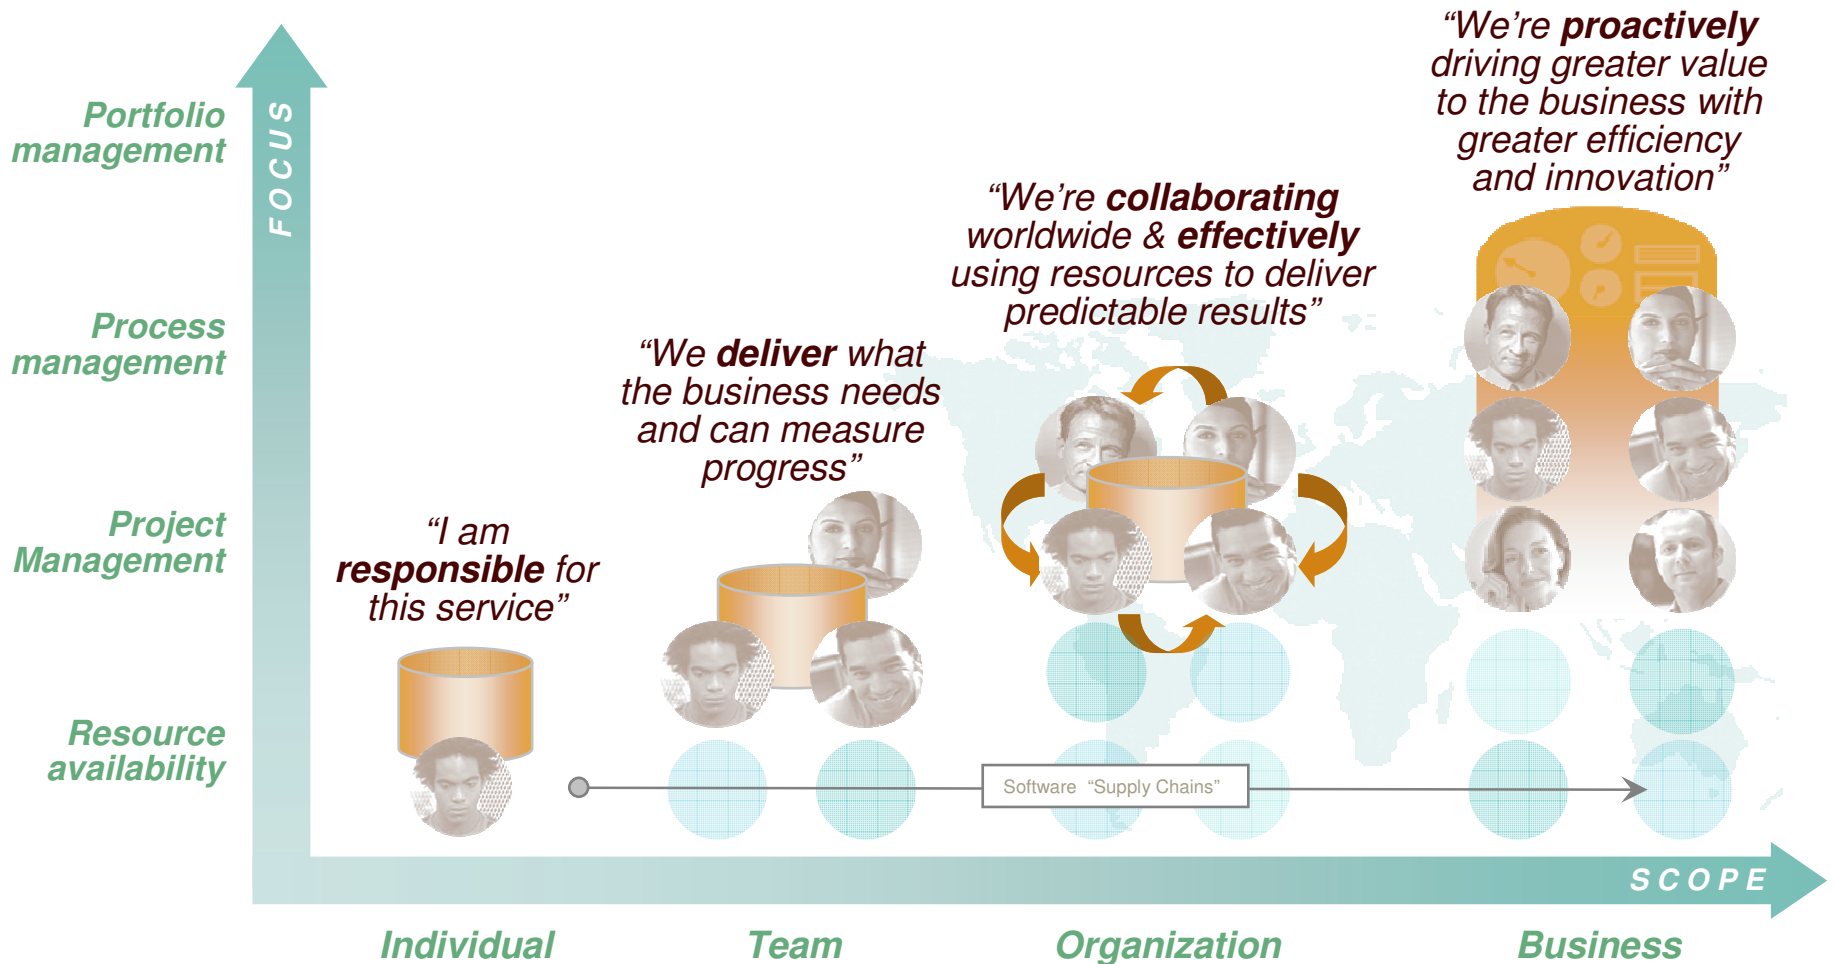 Portfolio
management
Process
management
Project
Management
Resource
availability
FOCUS
“I am
responsible for
this service”
“We deliver what
the business needs
and can measure
progress”
“We’re collaborating
worldwide & effectively
using resources to deliver
predictable results”
“We’re proactively
driving greater value
to the business with
greater efficiency
and innovation”
Software “Supply Chains”
SCOPE
Individual
Team
Organization
Business